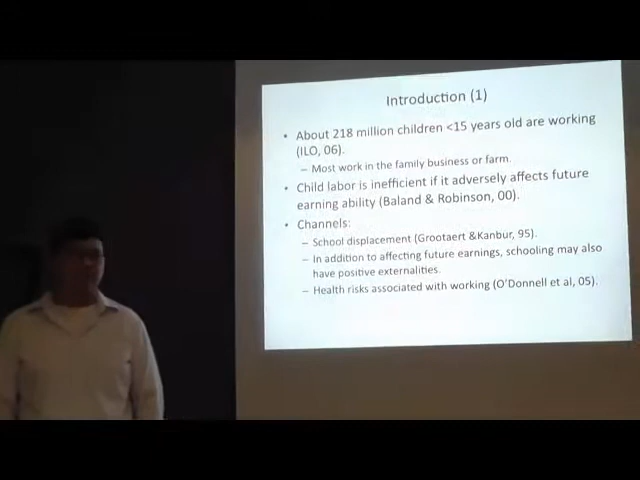 Introduction (1)
• About 218 million children <15 years old are working
(ILO, 06).
– Most work in the family business or farm.
• Child labor is inefficient if it adversely affects future
earning ability (Baland & Robinson, 00).
• Channels:
– School displacement (Grootaert &Kanbur, 95).
– In addition to affecting future earnings, schooling may also
have positive externalities.
– Health risks associated with working (O'Donnell et al, 05).